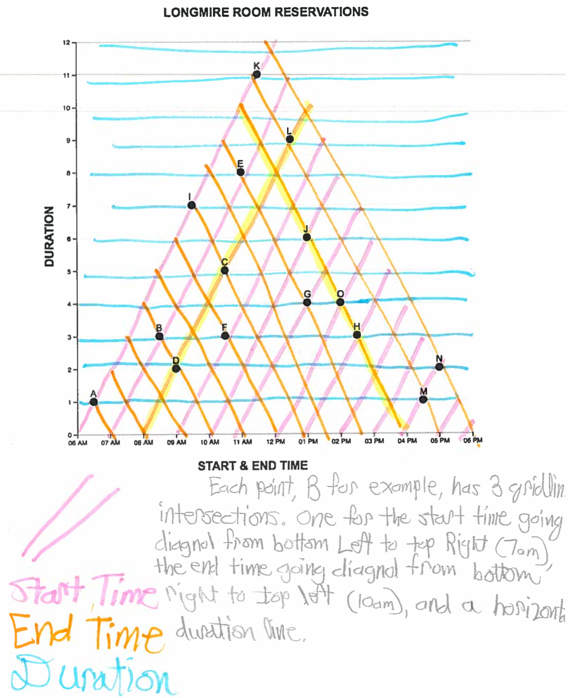 LONGMIRE ROOM RESERVATIONS
12
11
K
10
9
L
8
E
7
I
DURATION
6
J
5
C
4
G O
3
B F H
2
D N
1
A M
0
06 AM 07 AM 08 AM 09 AM 10 AM 11 AM 12 PM 01 PM 02 PM 03 PM 04 PM 05 PM 06 PM
START & END TIME
Each point, B for example, has 3 gridlin
intersections. One for the start time going
diagnol from bottom Left to top Right (7am),
the end time going diagnol from bottom
right to top left (10am), and a horizont
duration line.
Start Time
End Time
Duration